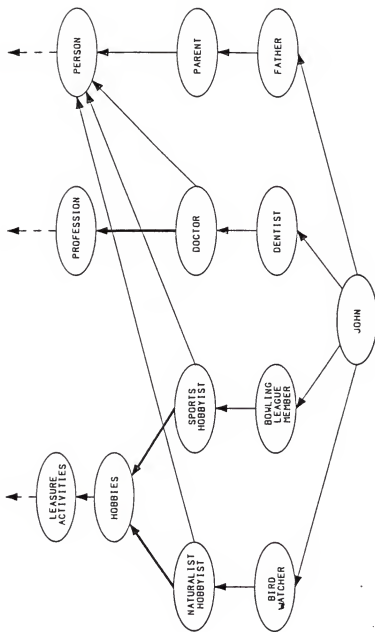 LEASURE
ACTIVITIES
HOBBIES
PROFESSION
PERSON
NATURALIST
HOBBYIST
SPORTS
HOBBYIST
DOCTOR
PARENT
BIRD
WATCHER
BOWLING
LEAGUE
MEMBER
DENTIST
FATHER
JOHN